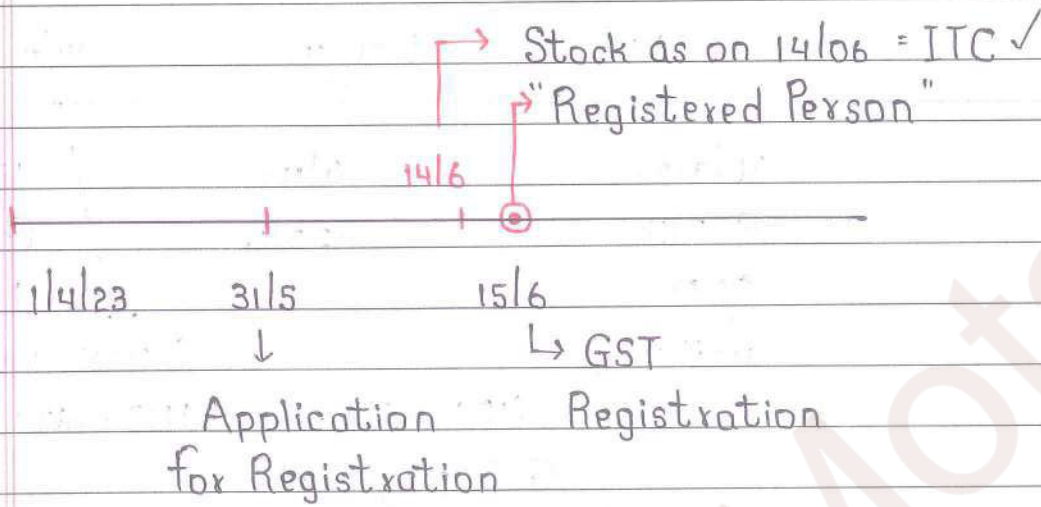 Stock as on 14/06 = ITC ✓
"Registered Person"
14/6
1/4/23 31/5 15/6
↓ ↳ GST
Application Registration
for Registration